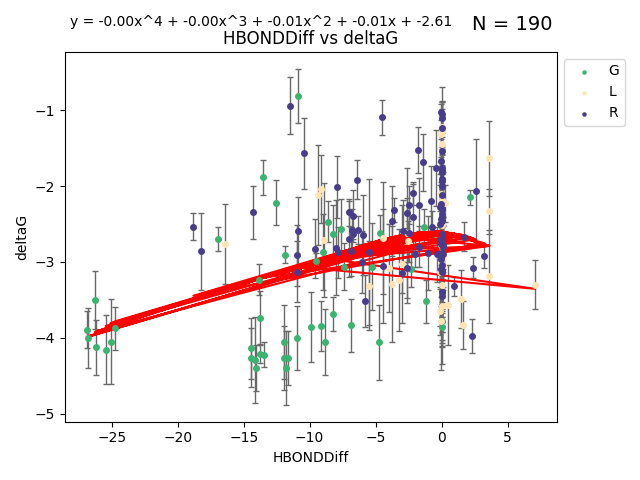 y = -0.00x^4 + -0.00x^3 + -0.01x^2 + -0.01x + -2.61 N = 190
HBONDDiff vs deltaG
G
L
R
deltaG
−1
−2
−3
−4
−5
−25 −20 −15 −10 −5 0 5
HBONDDiff